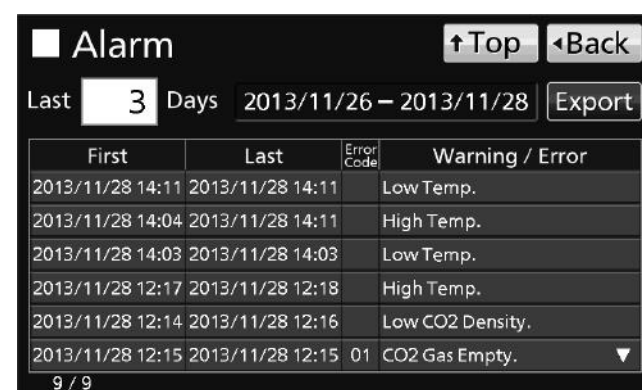 Alarm
↑Top ◂Back
Last 3 Days 2013/11/26 – 2013/11/28 Export
First Last Error Code Warning / Error
2013/11/28 14:11 2013/11/28 14:11 Low Temp.
2013/11/28 14:04 2013/11/28 14:11 High Temp.
2013/11/28 14:03 2013/11/28 14:03 Low Temp.
2013/11/28 12:17 2013/11/28 12:18 High Temp.
2013/11/28 12:14 2013/11/28 12:16 Low CO2 Density.
2013/11/28 12:15 2013/11/28 12:15 01 CO2 Gas Empty. ▼
9 / 9